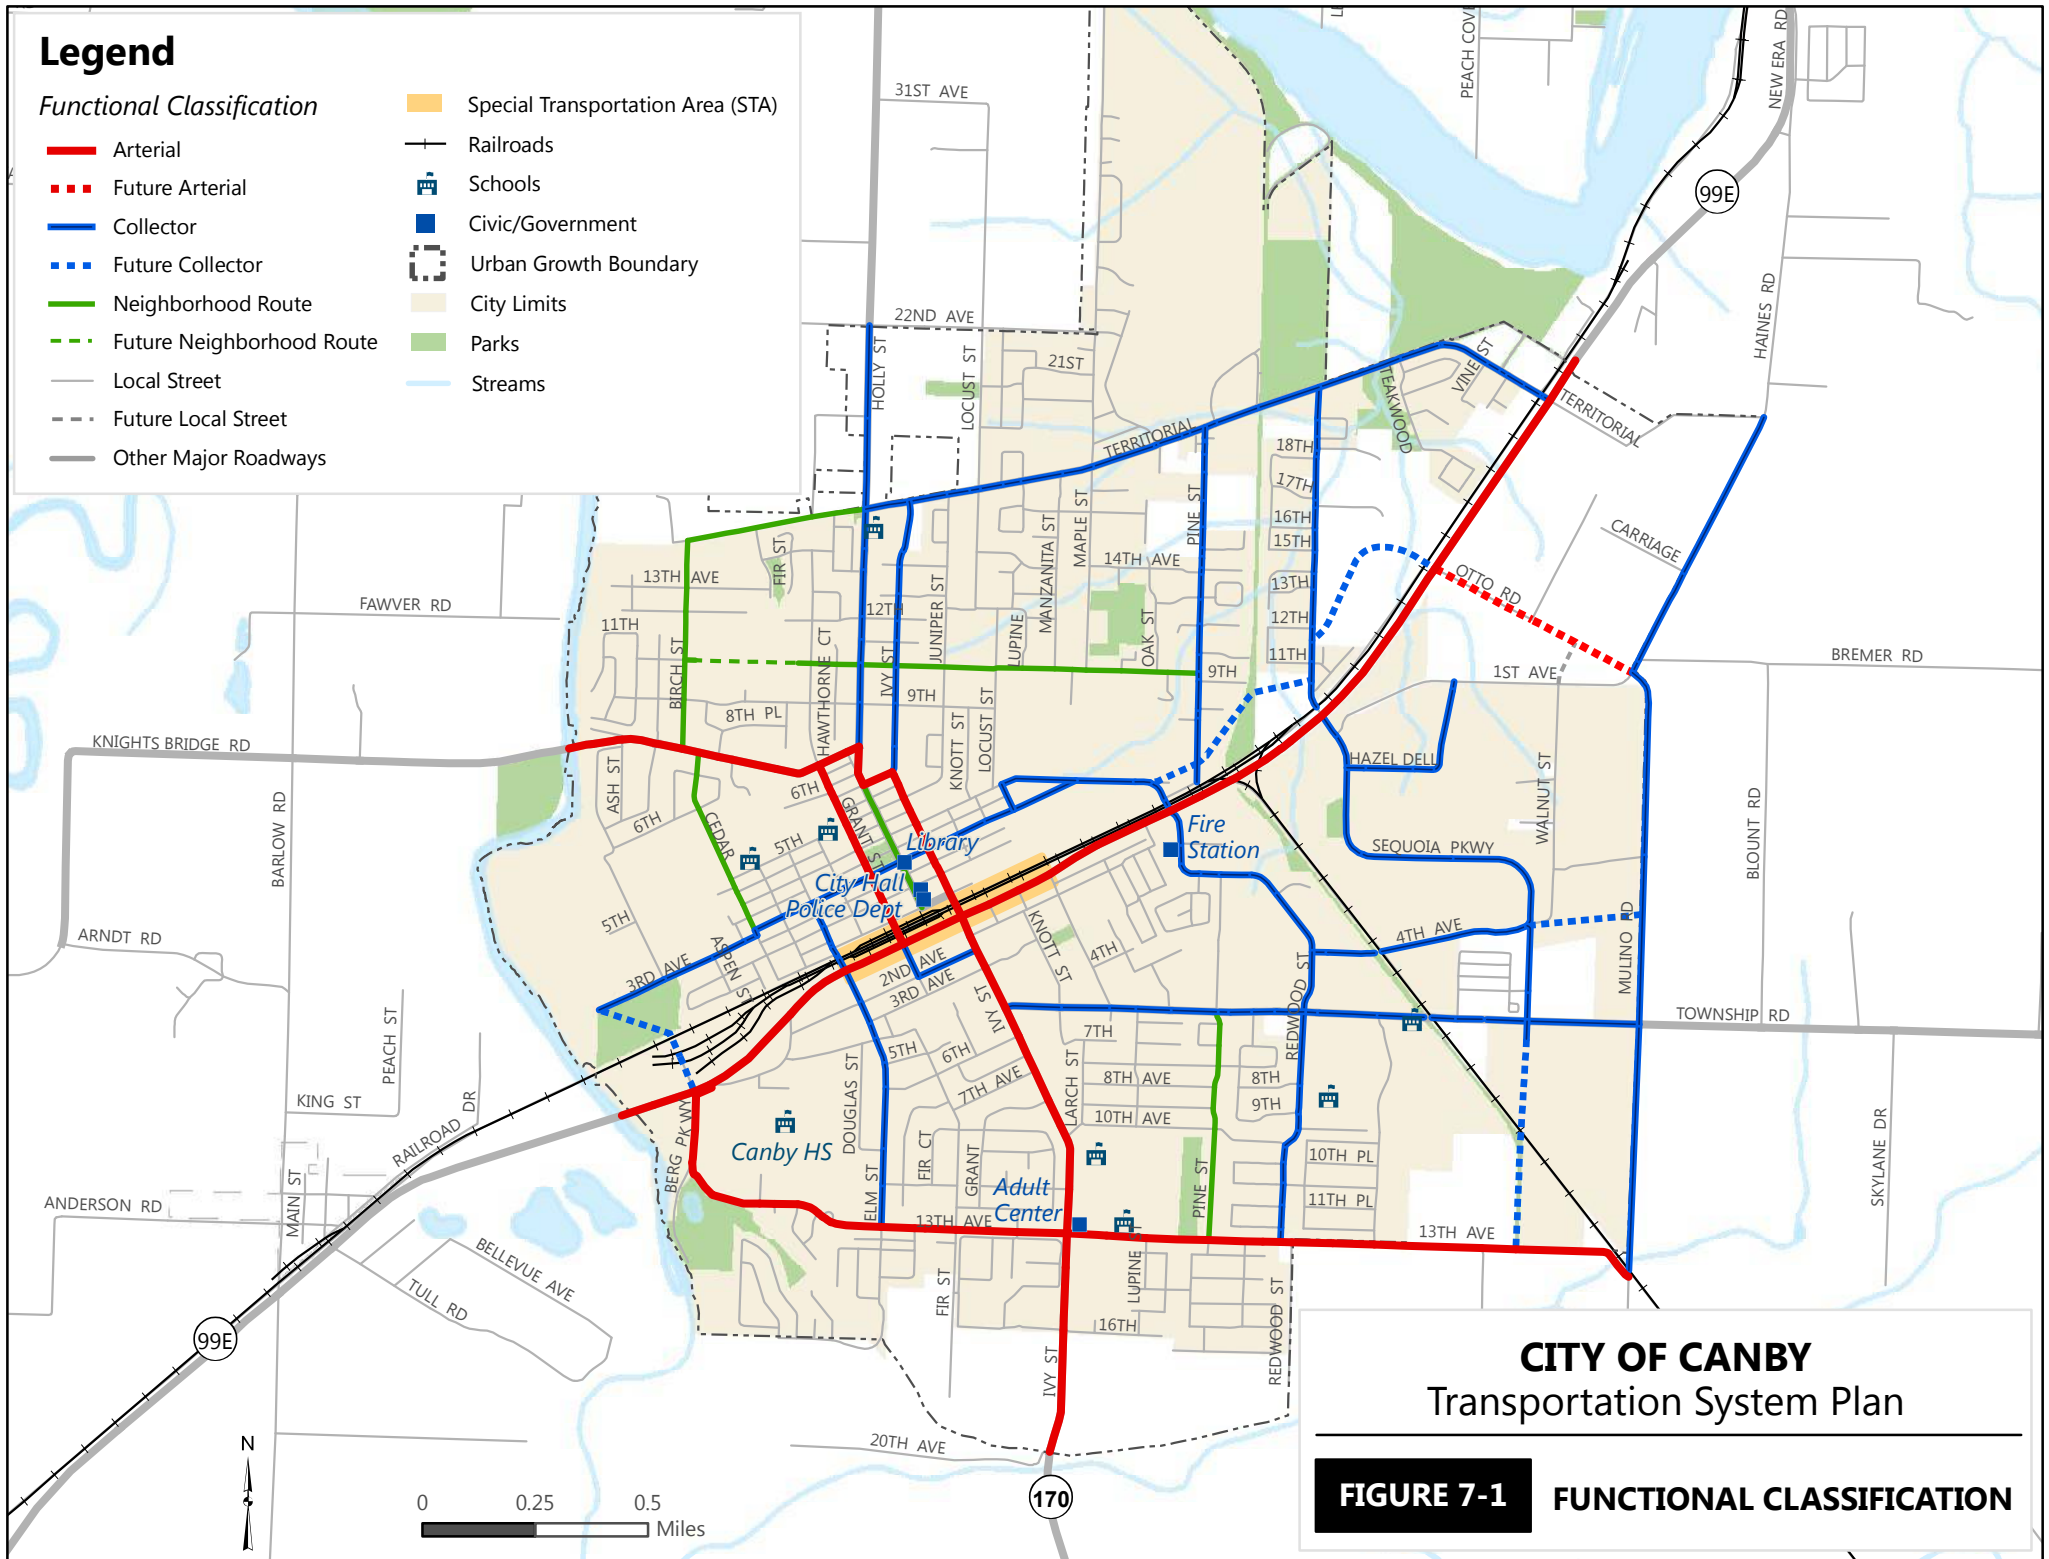 Legend
Functional Classification
Arterial
Future Arterial
Collector
Future Collector
Neighborhood Route
Future Neighborhood Route
Local Street
Future Local Street
Other Major Roadways
Special Transportation Area (STA)
Railroads
Schools
Civic/Government
Urban Growth Boundary
City Limits
Parks
Streams
31ST AVE
PEACH COV
NEW ERA RD
99E
HAINES RD
22ND AVE
HOLLY ST
LOCUST ST
21ST
TEAKWOOD
VINE ST
TERRITORIAL
TERRITORIAL
18TH
17TH
16TH
15TH
13TH
12TH
11TH
PINE ST
MAPLE ST
MANZANITA ST
14TH AVE
OAK ST
LUPINE
JUNIPER ST
12TH
IVY ST
FIR ST
13TH AVE
11TH
BIRCH ST
HAWTHORNE CT
8TH PL
9TH
9TH
KNOTT ST
LOCUST ST
CARRIAGE
OTTO RD
1ST AVE
BREMER RD
FAWVER RD
KNIGHTS BRIDGE RD
BARLOW RD
ARNDT RD
ASH ST
6TH
CEDAR
6TH
5TH
GRANT ST
Library
City Hall
Police Dept
Fire
Station
HAZEL DELL
SEQUOIA PKWY
WALNUT ST
BLOUNT RD
MULINO RD
4TH AVE
5TH
3RD AVE
ASPEN ST
2ND AVE
3RD AVE
KNOTT ST
4TH
IVY ST
REDWOOD ST
TOWNSHIP RD
PEACH ST
KING ST
RAILROAD DR
MAIN ST
ANDERSON RD
BELLEVUE AVE
TULL RD
99E
BERG PKWY
Canby HS
DOUGLAS ST
ELM ST
5TH
6TH
7TH AVE
7TH
LARCH ST
8TH AVE
10TH AVE
8TH
9TH
10TH PL
11TH PL
FIR CT
GRANT
Adult
Center
PINE ST
13TH AVE
13TH AVE
LUPINE ST
FIR ST
16TH
REDWOOD ST
IVY ST
20TH AVE
170
SKYLANE DR
N
0
0.25
0.5
Miles
CITY OF CANBY
Transportation System Plan
FIGURE 7-1
FUNCTIONAL CLASSIFICATION